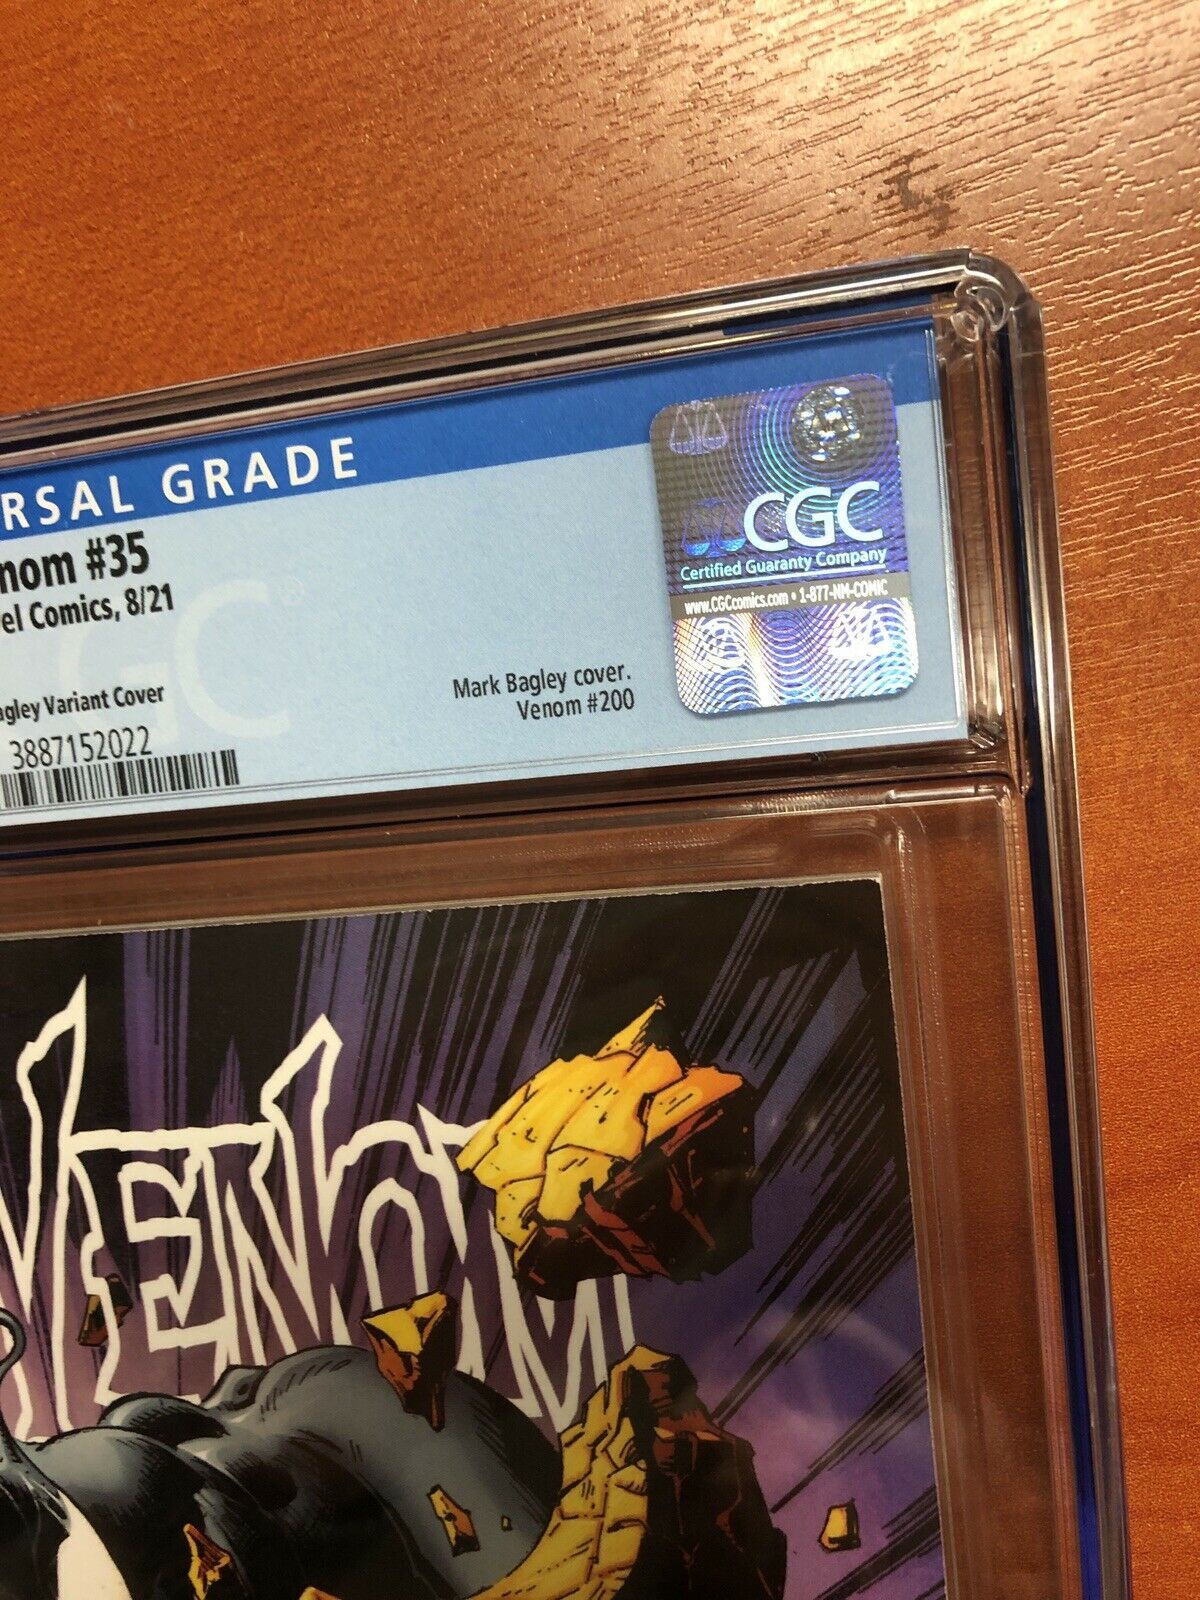 RSAL GRADE
nom #35
el Comics, 8/21
agley Variant Cover
3887152022
Mark Bagley cover.
Venom #200
CGC
Certified Guaranty Company
www.CGCcomics.com • 1-877-NM-COMIC
CGC
VENOM